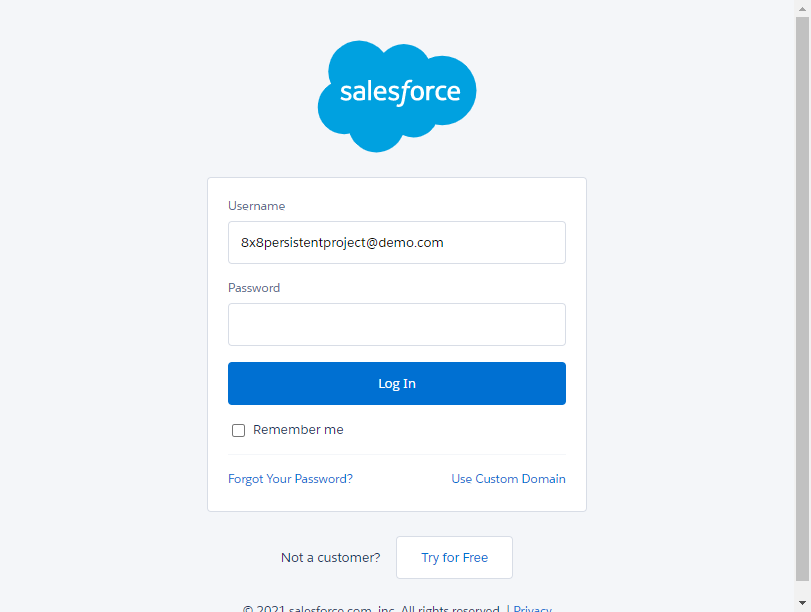 salesforce
Username
8x8persistentproject@demo.com
Password
Log In
Remember me
Forgot Your Password?
Use Custom Domain
Not a customer?
Try for Free
© 2021 salesforce.com, inc. All rights reserved. | Privacy